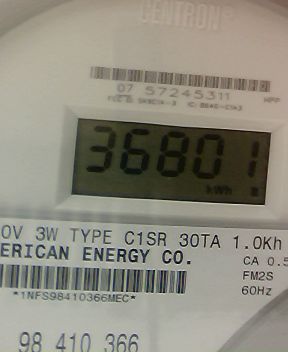 CENTRON®
07 57245311
36801
kWh
0V 3W TYPE C1SR 30TA 1.0Kh
ERICAN ENERGY CO.
CA 0.5
FM2S
*1NFS98410366MEC*
60Hz
98 410 366